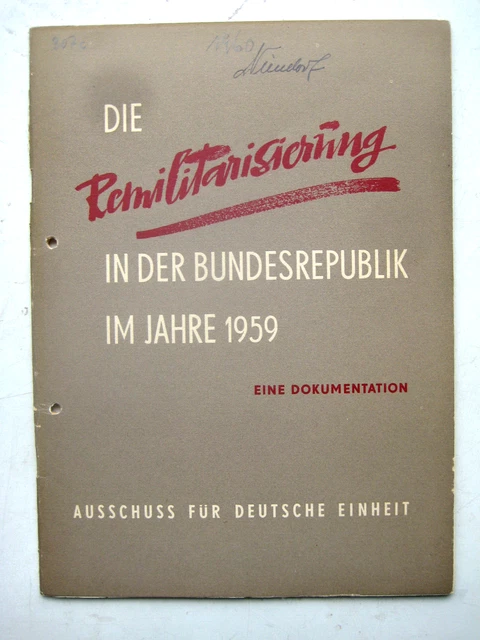 DIE
Remilitarisierung
IN DER BUNDESREPUBLIK
IM JAHRE 1959
EINE DOKUMENTATION
AUSSCHUSS FÜR DEUTSCHE EINHEIT